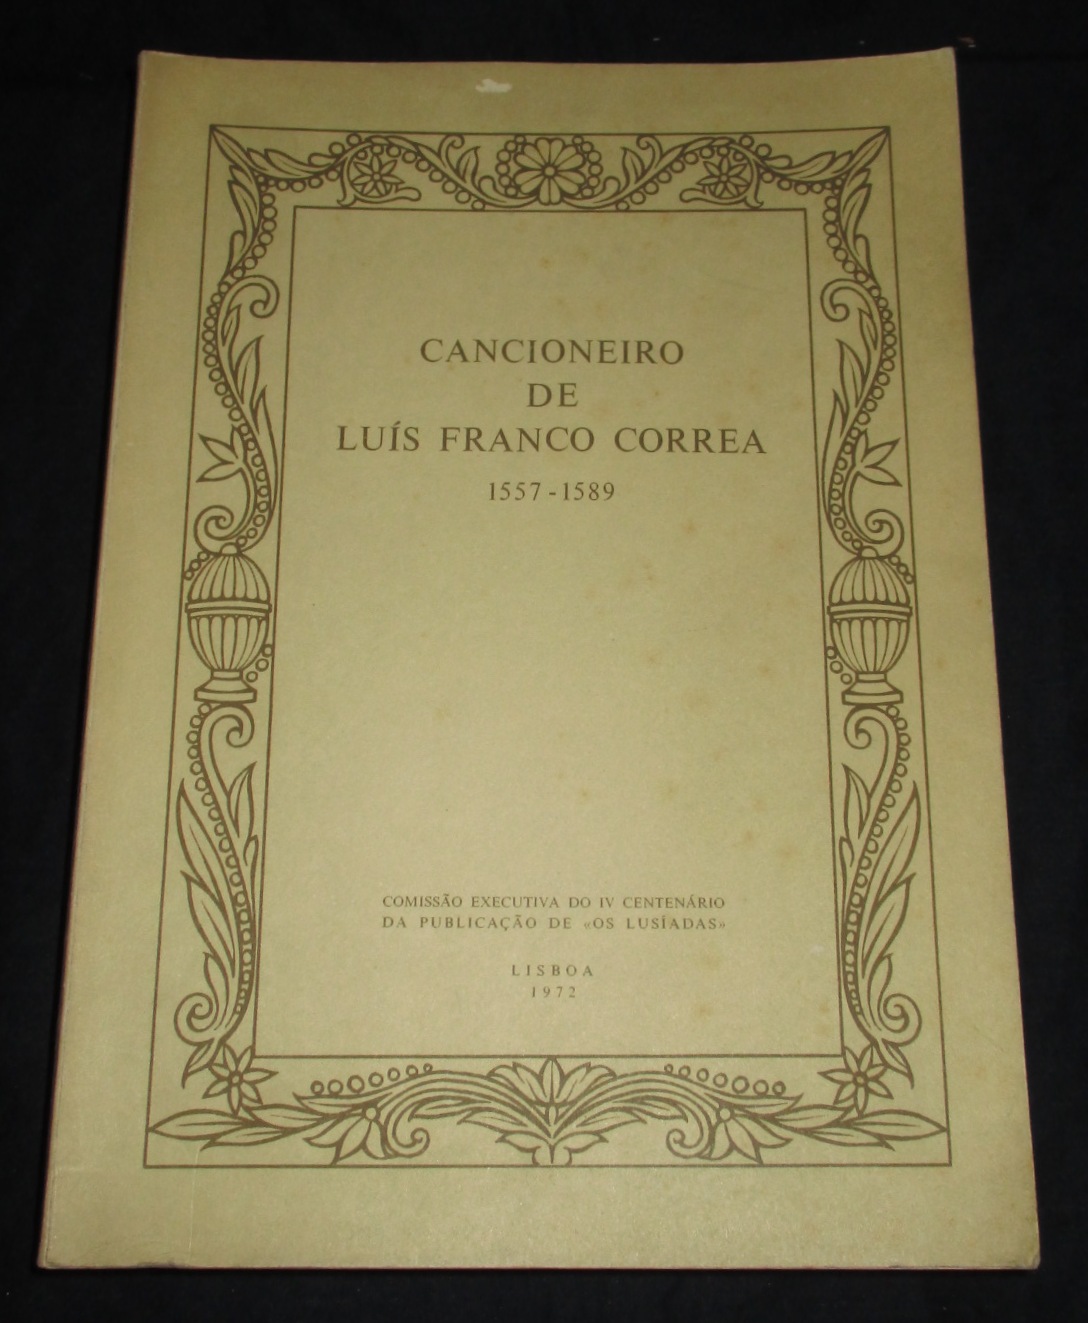 CANCIONEIRO
DE
LUÍS FRANCO CORREA
1557-1589
COMISSÃO EXECUTIVA DO IV CENTENÁRIO
DA PUBLICAÇÃO DE «OS LUSÍADAS»
LISBOA
1972